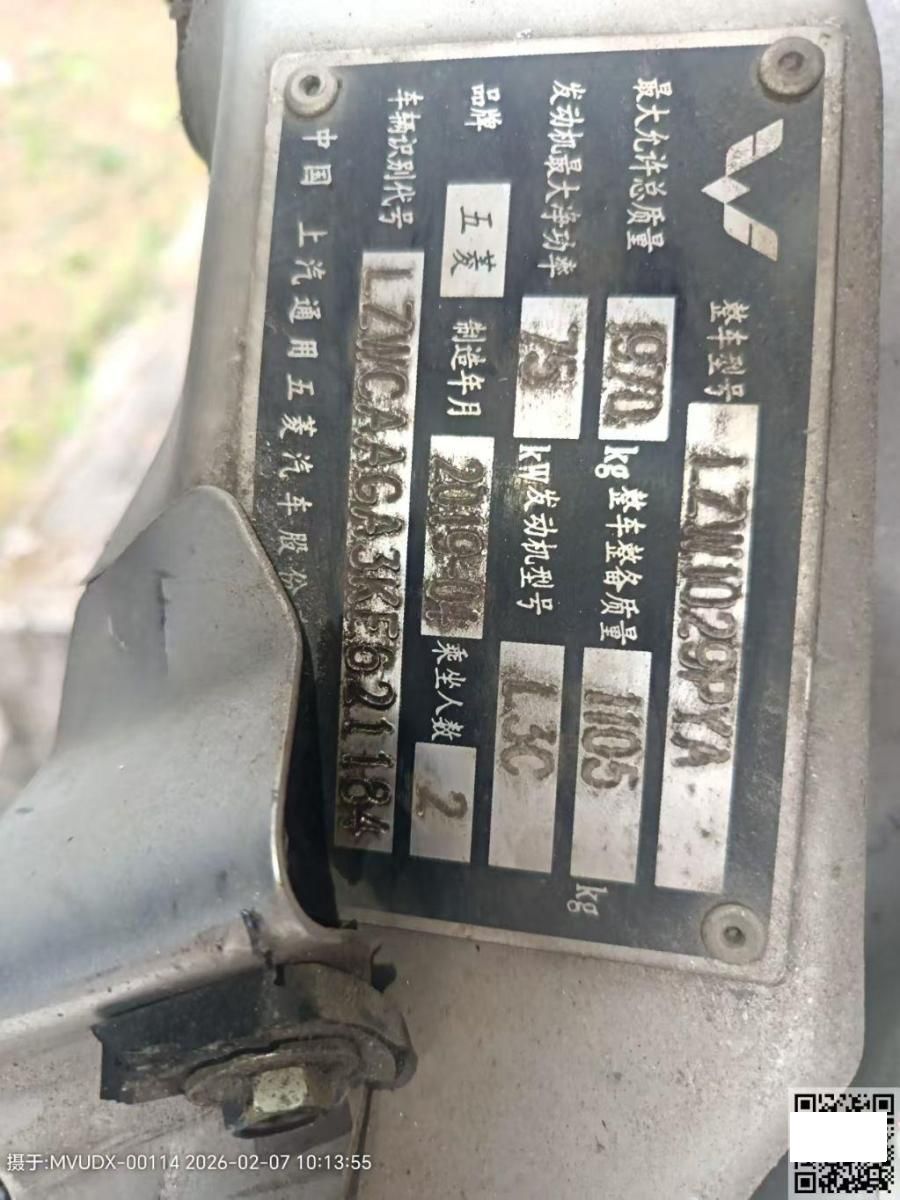 整车型号 LZW1029PYA
最大允许总质量 1970 kg 整车整备质量 1105 kg
发动机最大净功率 75 kW 发动机型号 L3C
品牌 五菱 制造年月 乘坐人数 2
车辆识别代号 LZWCAAGA3KE621184
中国 上汽通用五菱汽车股份
摄于:MVUDX-00114 2026-02-07 10:13:55